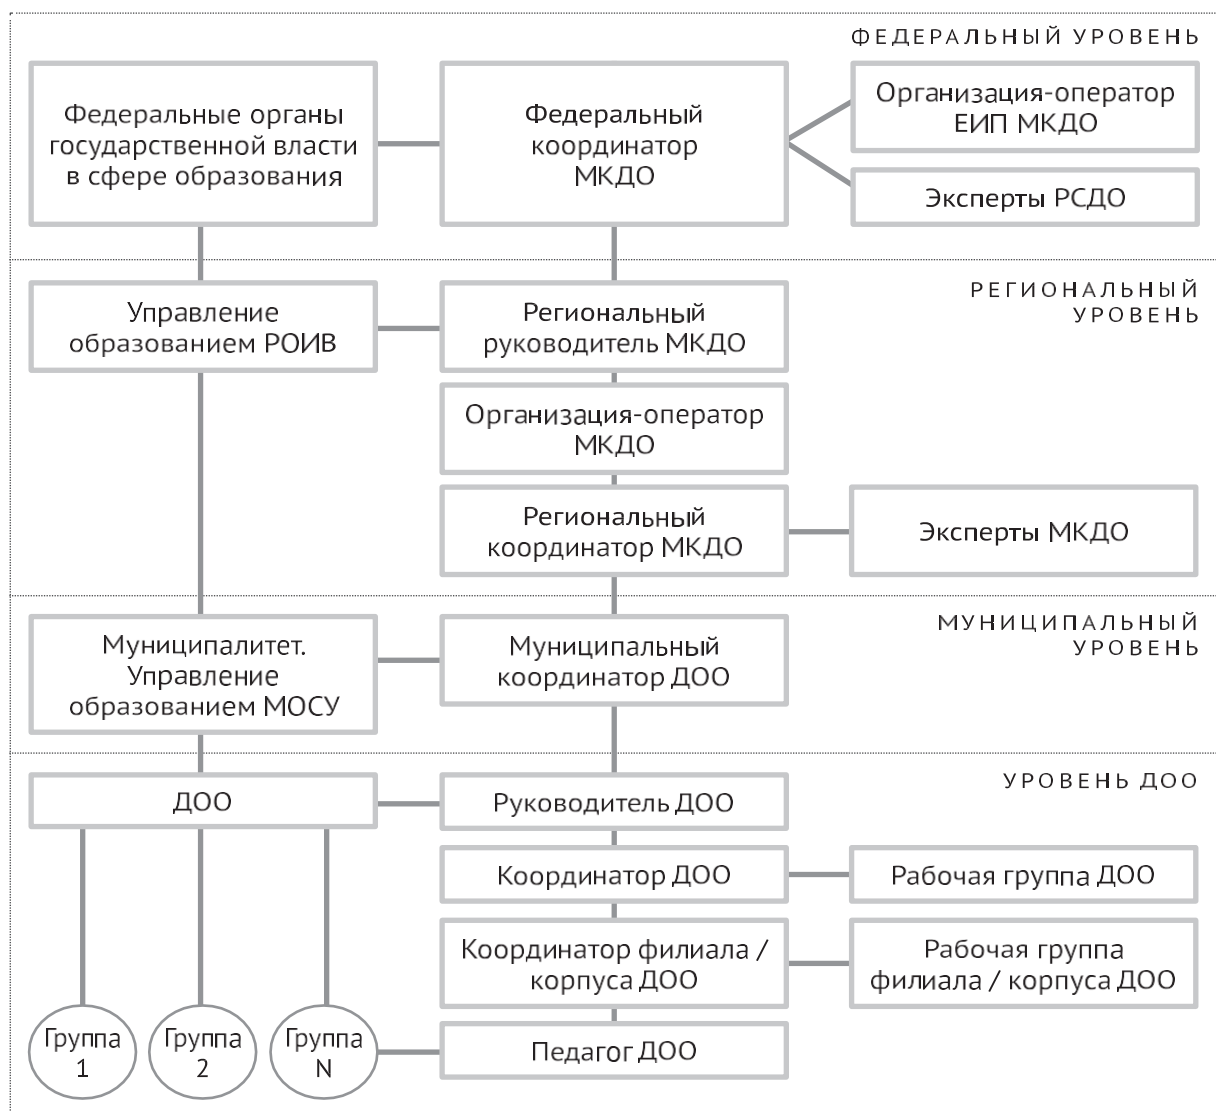 ФЕДЕРАЛЬНЫЙ УРОВЕНЬ
Федеральные органы
государственной власти
в сфере образования
Федеральный
координатор
МКДО
Организация-оператор
ЕИП МКДО
Эксперты РСДО
РЕГИОНАЛЬНЫЙ
УРОВЕНЬ
Управление
образованием РОИВ
Региональный
руководитель МКДО
Организация-оператор
МКДО
Региональный
координатор МКДО
Эксперты МКДО
МУНИЦИПАЛЬНЫЙ
УРОВЕНЬ
Муниципалитет.
Управление
образованием МОСУ
Муниципальный
координатор ДОО
УРОВЕНЬ ДОО
ДОО
Руководитель ДОО
Координатор ДОО
Рабочая группа ДОО
Координатор филиала /
корпуса ДОО
Рабочая группа
филиала / корпуса ДОО
Группа
1
Группа
2
Группа
N
Педагог ДОО